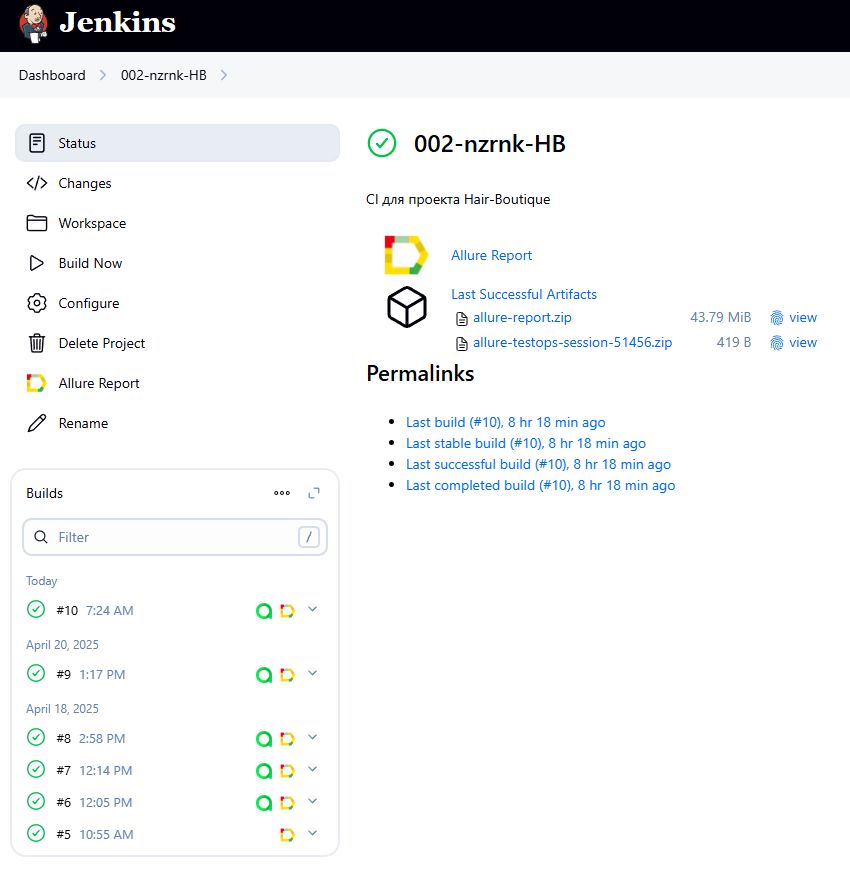 Jenkins
Dashboard
002-nzrnk-HB
Status
Changes
Workspace
Build Now
Configure
Delete Project
Allure Report
Rename
Builds
Filter /
Today
#10 7:24 AM
April 20, 2025
#9 1:17 PM
April 18, 2025
#8 2:58 PM
#7 12:14 PM
#6 12:05 PM
#5 10:55 AM
002-nzrnk-HB
CI для проекта Hair-Boutique
Allure Report
Last Successful Artifacts
allure-report.zip 43.79 MiB view
allure-testops-session-51456.zip 419 B view
Permalinks
Last build (#10), 8 hr 18 min ago
Last stable build (#10), 8 hr 18 min ago
Last successful build (#10), 8 hr 18 min ago
Last completed build (#10), 8 hr 18 min ago